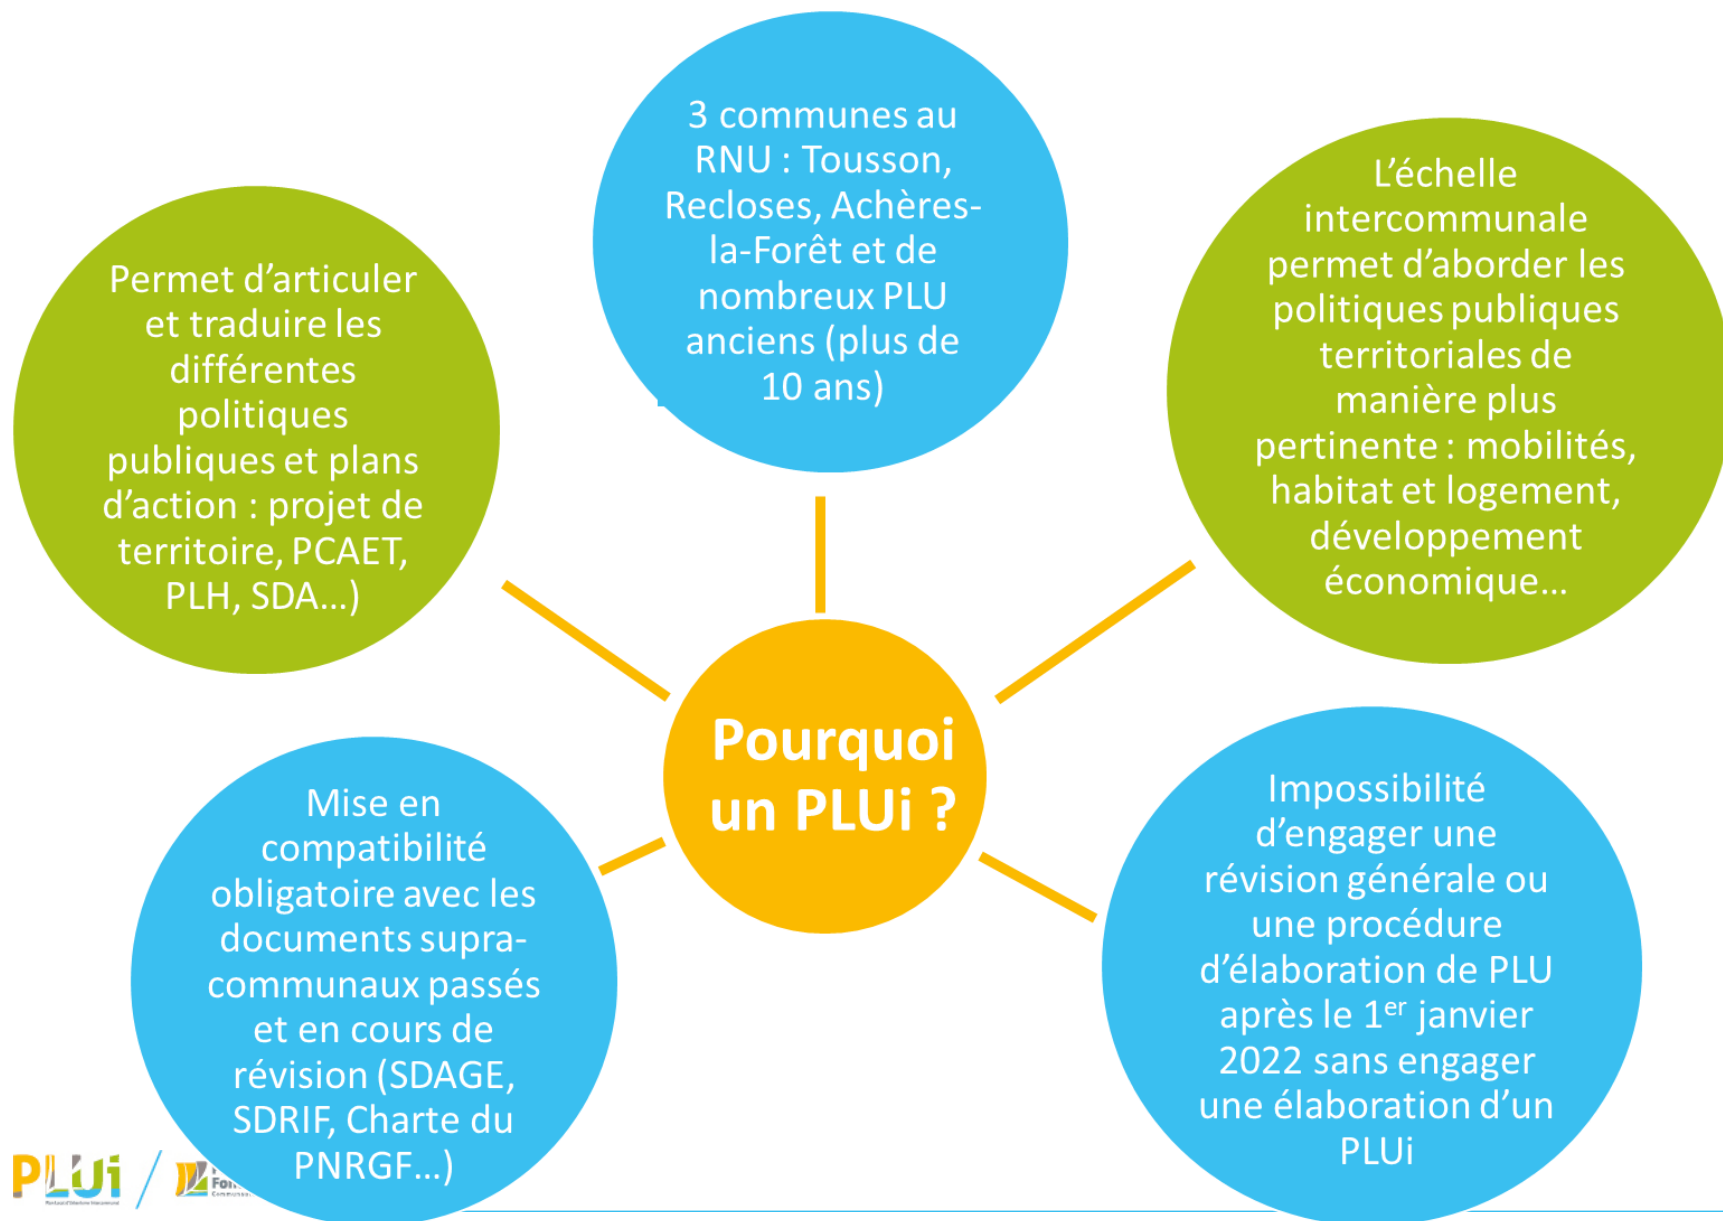 3 communes au
RNU : Tousson,
Recloses, Achères-
la-Forêt et de
nombreux PLU
anciens (plus de
10 ans)
L’échelle
intercommunale
permet d’aborder les
politiques publiques
territoriales de
manière plus
pertinente : mobilités,
habitat et logement,
développement
économique…
Permet d’articuler
et traduire les
différentes
politiques
publiques et plans
d’action : projet de
territoire, PCAET,
PLH, SDA…)
Pourquoi
un PLUi ?
Mise en
compatibilité
obligatoire avec les
documents supra-
communaux passés
et en cours de
révision (SDAGE,
SDRIF, Charte du
PNRGF…)
Impossibilité
d’engager une
révision générale ou
une procédure
d’élaboration de PLU
après le 1er janvier
2022 sans engager
une élaboration d’un
PLUi
PLUi